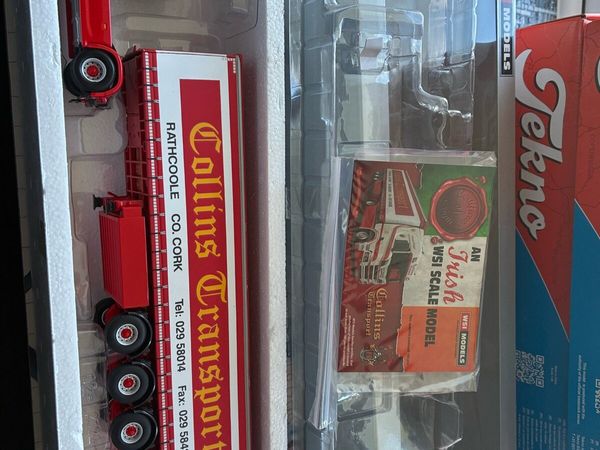 Collins Transport
RATHCOOLE CO. CORK Tel: 029 58014 Fax: 029 584
AN
Irish
WSI SCALE MODEL
Collins
Transport
WSI MODELS
MODELS
Tekno